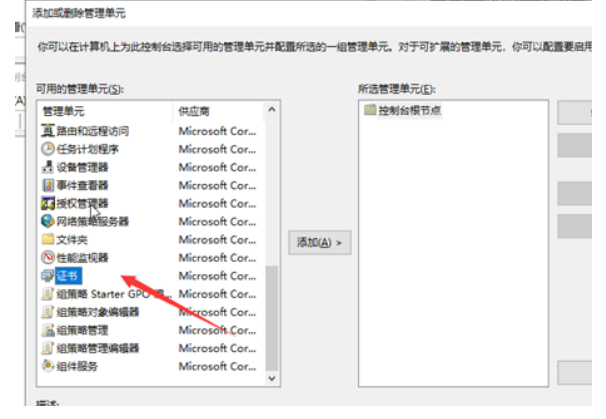 添加或删除管理单元
你可以在计算机上为此控制台选择可用的管理单元并配置所选的一组管理单元。对于可扩展的管理单元，你可以配置要启用
可用的管理单元(S):
所选管理单元(E):
管理单元 供应商
控制台根节点
路由和远程访问 Microsoft Cor...
任务计划程序 Microsoft Cor...
设备管理器 Microsoft Cor...
事件查看器 Microsoft Cor...
授权管理器 Microsoft Cor...
网络策略服务器 Microsoft Cor...
文件夹 Microsoft Cor...
添加(A) >
性能监视器 Microsoft Cor...
证书 Microsoft Cor...
组策略 Starter GPO 编... Microsoft Cor...
组策略对象编辑器 Microsoft Cor...
组策略管理 Microsoft Cor...
组策略管理编辑器 Microsoft Cor...
组件服务 Microsoft Cor...
描述: